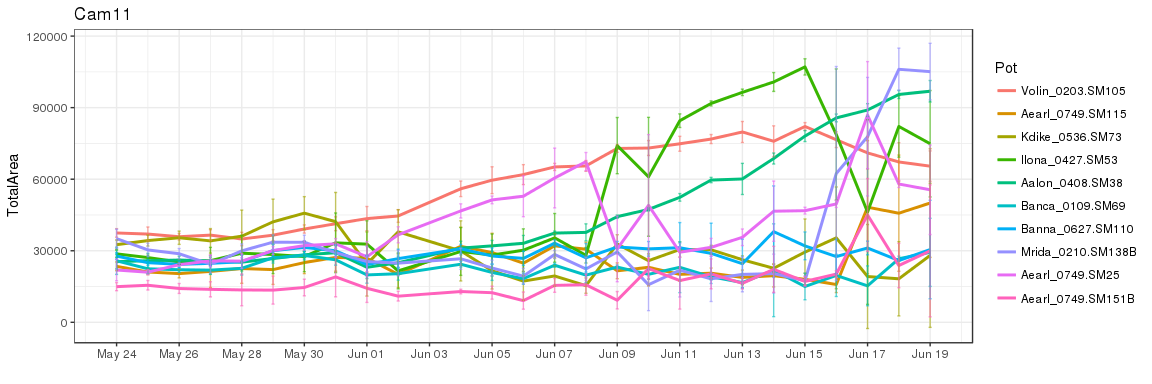 Cam11
TotalArea
120000
90000
60000
30000
0
May 24 May 26 May 28 May 30 Jun 01 Jun 03 Jun 05 Jun 07 Jun 09 Jun 11 Jun 13 Jun 15 Jun 17 Jun 19
Pot
Volin_0203.SM105
Aearl_0749.SM115
Kdike_0536.SM73
Ilona_0427.SM53
Aalon_0408.SM38
Banca_0109.SM69
Banna_0627.SM110
Mrida_0210.SM138B
Aearl_0749.SM25
Aearl_0749.SM151B